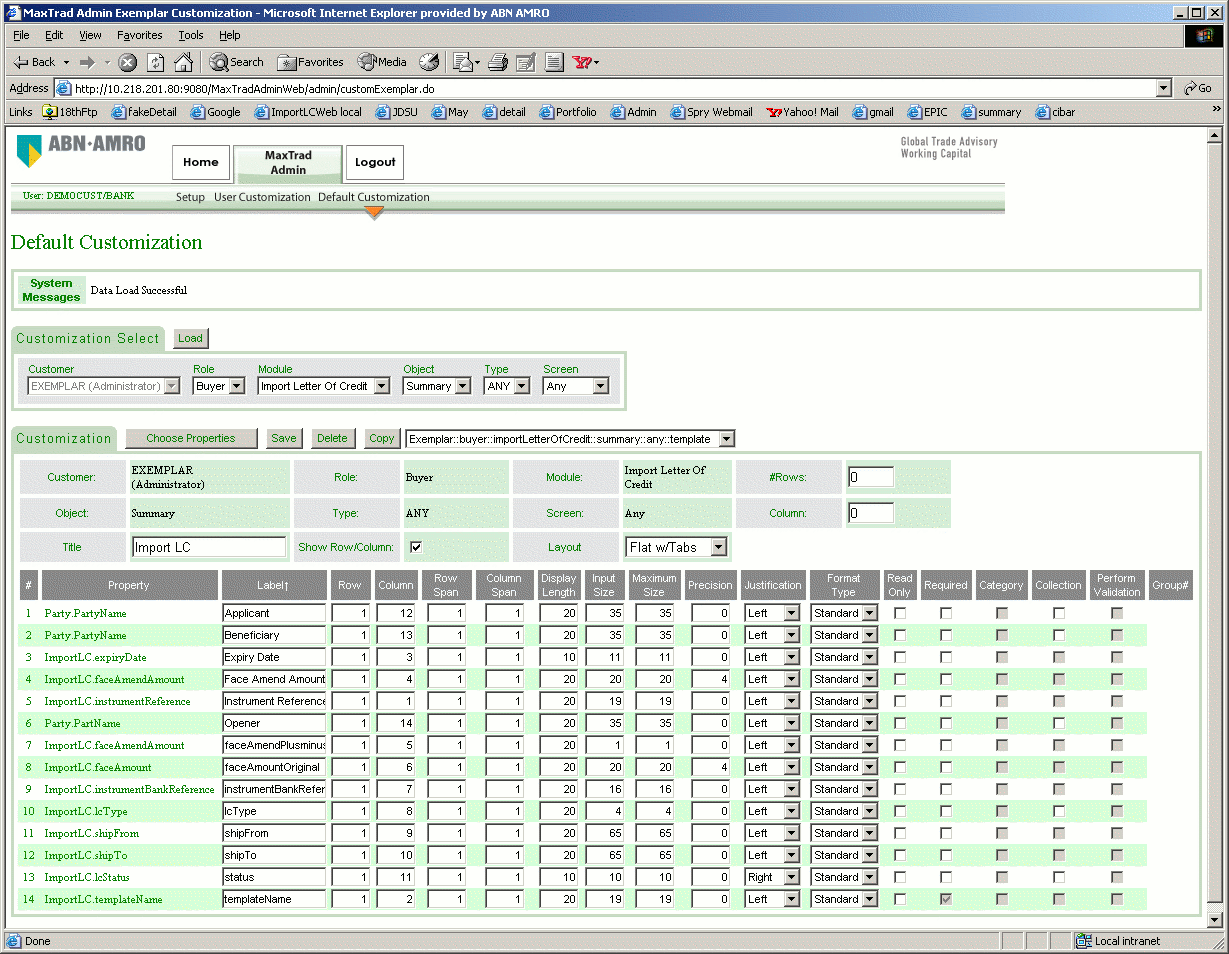 MaxTrad Admin Exemplar Customization - Microsoft Internet Explorer provided by ABN AMRO
File Edit View Favorites Tools Help
Back Search Favorites Media
Address http://10.218.201.80:9080/MaxTradAdminWeb/admin/customExemplar.do Go
Links 18thFtp fakeDetail Google ImportLCWeb local JDSU May detail Portfolio Admin Spry Webmail Yahoo! Mail gmail EPIC summary cibar »
ABN·AMRO
Home MaxTrad Admin Logout
Global Trade Advisory
Working Capital
User: DEMOCUST/BANK Setup User Customization Default Customization
Default Customization
System Messages Data Load Successful
Customization Select Load
Customer Role Module Object Type Screen
EXEMPLAR (Administrator) Buyer Import Letter Of Credit Summary ANY Any
Customization Choose Properties Save Delete Copy Exemplar::buyer::importLetterOfCredit::summary::any::template
Customer: EXEMPLAR (Administrator) Role: Buyer Module: Import Letter Of Credit #Rows: 0
Object: Summary Type: ANY Screen: Any Column: 0
Title Import LC Show Row/Column: Layout Flat w/Tabs
# Property Label↑ Row Column Row Span Column Span Display Length Input Size Maximum Size Precision Justification Format Type Read Only Required Category Collection Perform Validation Group#
1 Party.PartyName Applicant 1 12 1 1 20 35 35 0 Left Standard
2 Party.PartyName Beneficiary 1 13 1 1 20 35 35 0 Left Standard
3 ImportLC.expiryDate Expiry Date 1 3 1 1 10 11 11 0 Left Standard
4 ImportLC.faceAmendAmount Face Amend Amount 1 4 1 1 20 20 20 4 Left Standard
5 ImportLC.instrumentReference Instrument Reference 1 1 1 1 20 19 19 0 Left Standard
6 Party.PartName Opener 1 14 1 1 20 35 35 0 Left Standard
7 ImportLC.faceAmendAmount faceAmendPlusminus 1 5 1 1 20 1 1 0 Left Standard
8 ImportLC.faceAmount faceAmountOriginal 1 6 1 1 20 20 20 4 Left Standard
9 ImportLC.instrumentBankReference instrumentBankRefer 1 7 1 1 20 16 16 0 Left Standard
10 ImportLC.lcType lcType 1 8 1 1 20 4 4 0 Left Standard
11 ImportLC.shipFrom shipFrom 1 9 1 1 20 65 65 0 Left Standard
12 ImportLC.shipTo shipTo 1 10 1 1 20 65 65 0 Left Standard
13 ImportLC.lcStatus status 1 11 1 1 10 10 10 0 Right Standard
14 ImportLC.templateName templateName 1 2 1 1 20 19 19 0 Left Standard
Done Local intranet